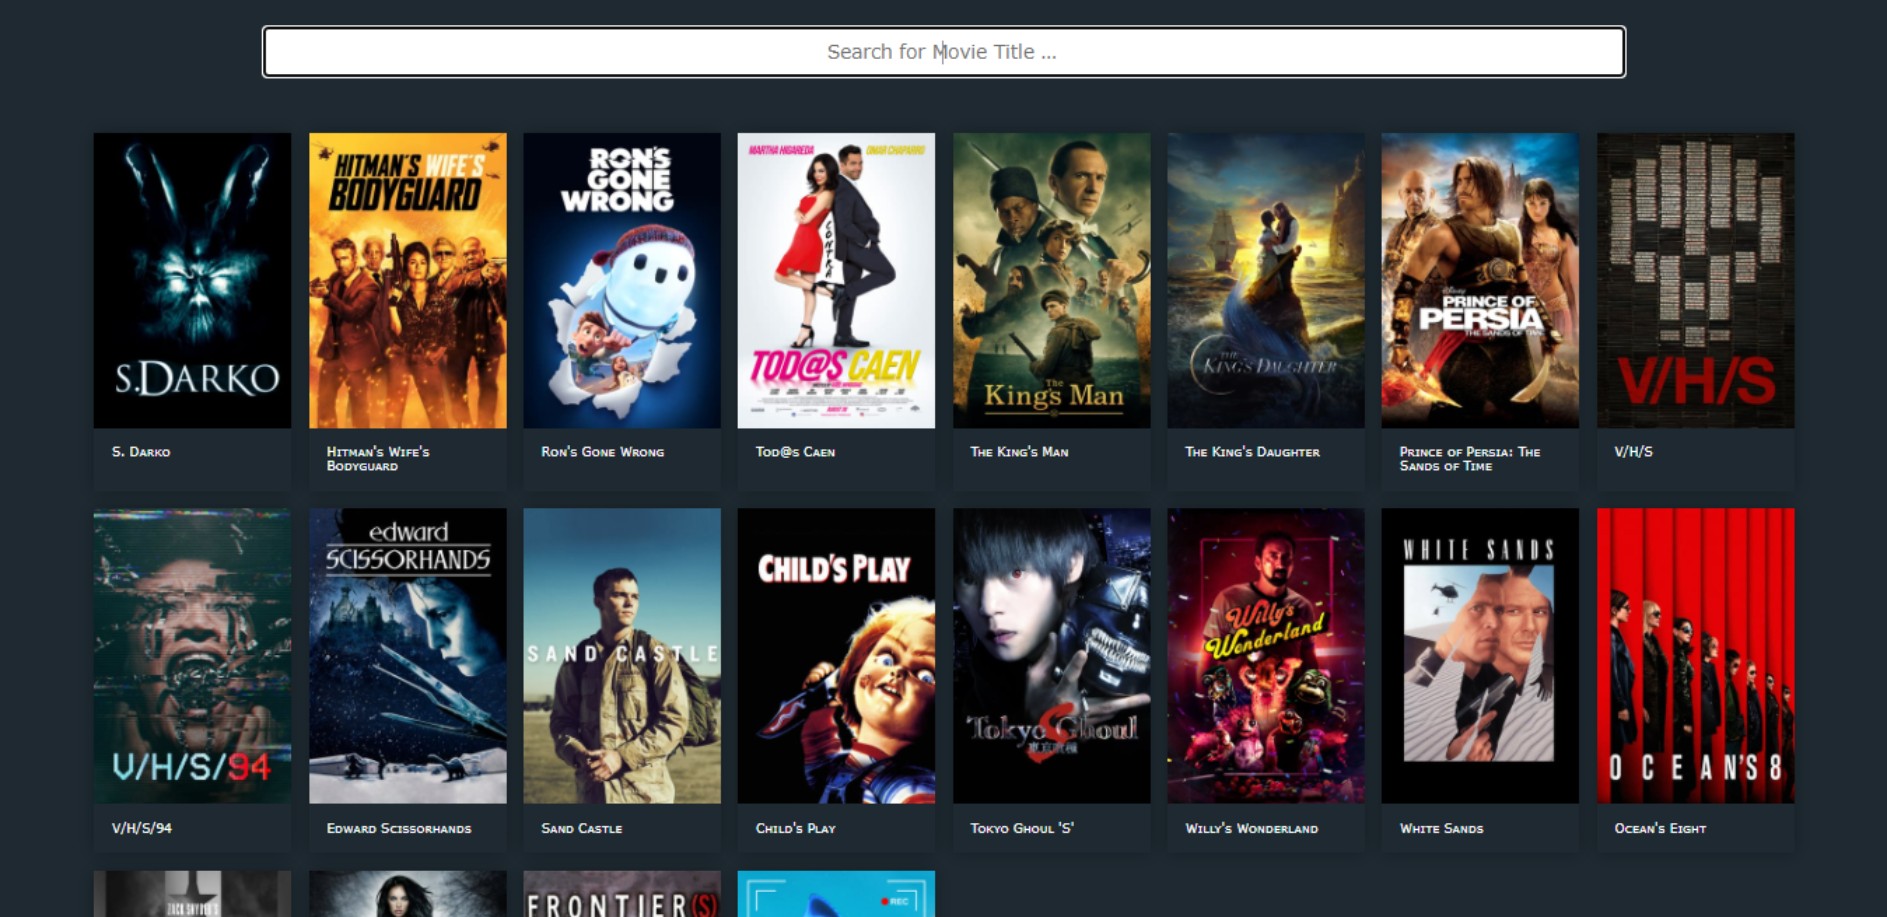 Search for Movie Title ...
S.DARKO
HITMAN'S WIFE'S
BODYGUARD
RON'S
GONE
WRONG
MARTHA HIGAREDA
OMAR CHAPARRO
CONTRA
TOD@S CAEN
The
King's Man
THE
KING'S DAUGHTER
Disney
PRINCE OF
PERSIA
THE SANDS OF TIME
V/H/S
S. Darko
Hitman's Wife's
Bodyguard
Ron's Gone Wrong
Tod@s Caen
The King's Man
The King's Daughter
Prince of Persia: The
Sands of Time
V/H/S
V/H/S/94
edward
SCISSORHANDS
SAND CASTLE
CHILD'S PLAY
Tokyo Ghoul
S
Willy's
Wonderland
WHITE SANDS
OCEAN'S 8
V/H/S/94
Edward Scissorhands
Sand Castle
Child's Play
Tokyo Ghoul 'S'
Willy's Wonderland
White Sands
Ocean's Eight
ZACK SNYDER'S
FRONTIER(S)
REC